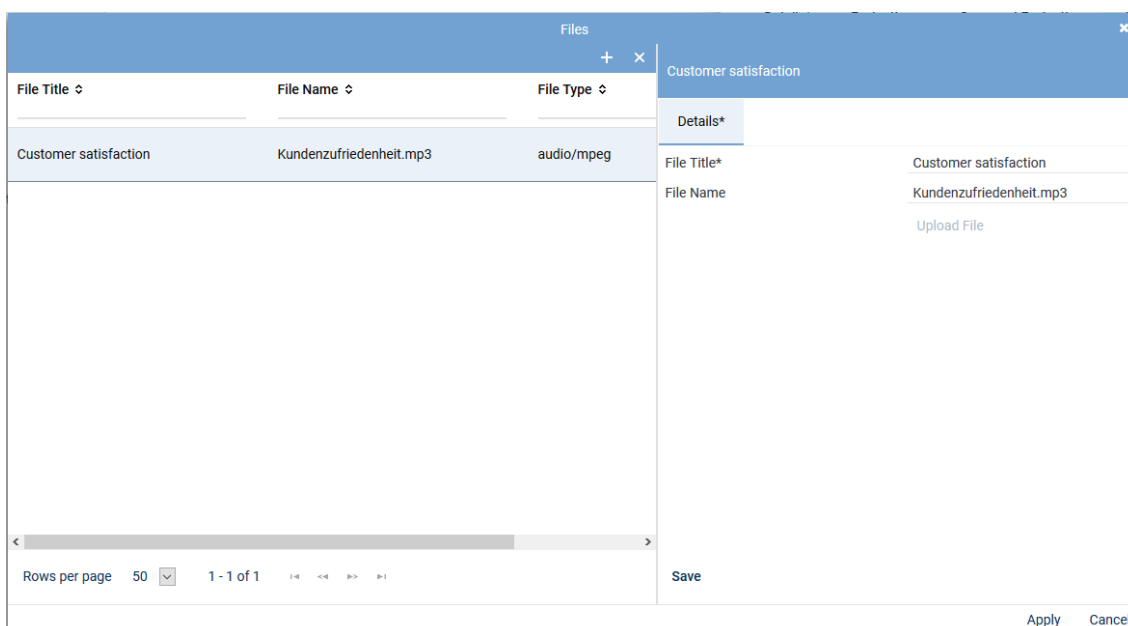 Files
Customer satisfaction
File Title File Name File Type
Details*
Customer satisfaction Kundenzufriedenheit.mp3 audio/mpeg
File Title* Customer satisfaction
File Name Kundenzufriedenheit.mp3
Upload File
Rows per page 50 1 - 1 of 1
Save
Apply Cancel